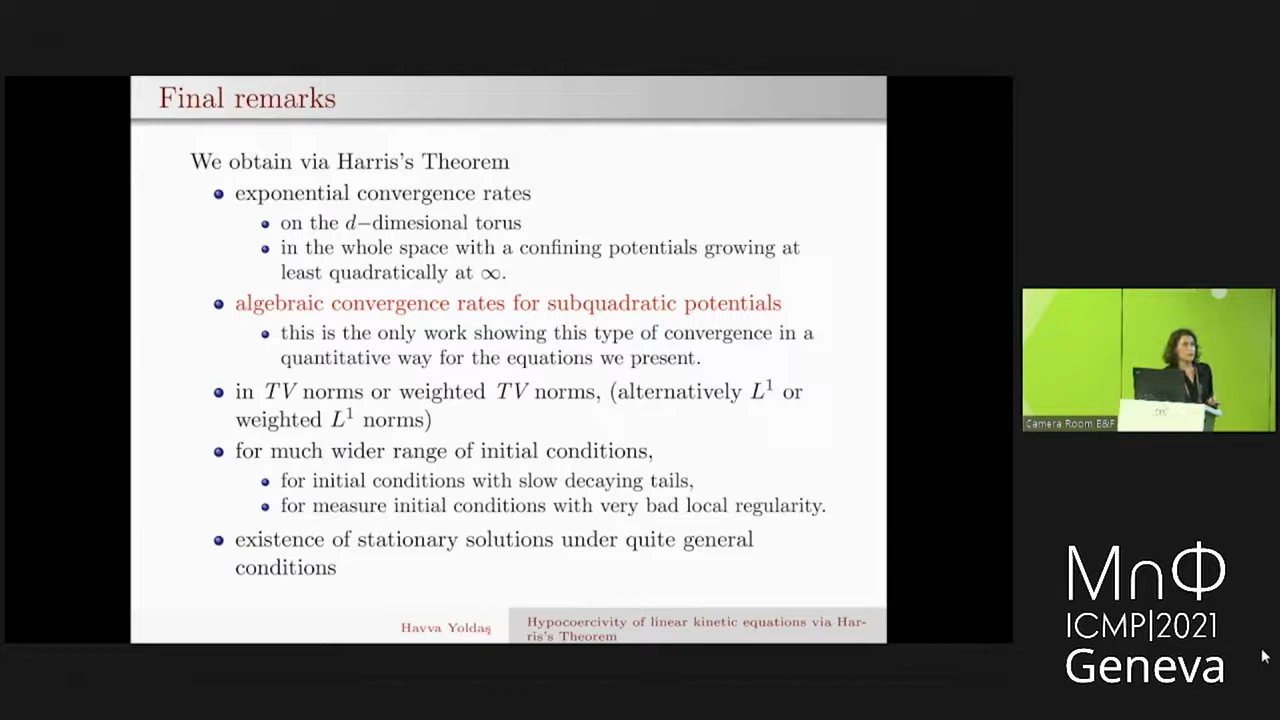 Final remarks
We obtain via Harris's Theorem
exponential convergence rates
on the d−dimesional torus
in the whole space with a confining potentials growing at
least quadratically at ∞.
algebraic convergence rates for subquadratic potentials
this is the only work showing this type of convergence in a
quantitative way for the equations we present.
in TV norms or weighted TV norms, (alternatively L¹ or
weighted L¹ norms)
for much wider range of initial conditions,
for initial conditions with slow decaying tails,
for measure initial conditions with very bad local regularity.
existence of stationary solutions under quite general
conditions
Havva Yoldaş
Hypocoercivity of linear kinetic equations via Har-
ris's Theorem
Camera Room E&F
M∩Φ
ICMP|2021
Geneva